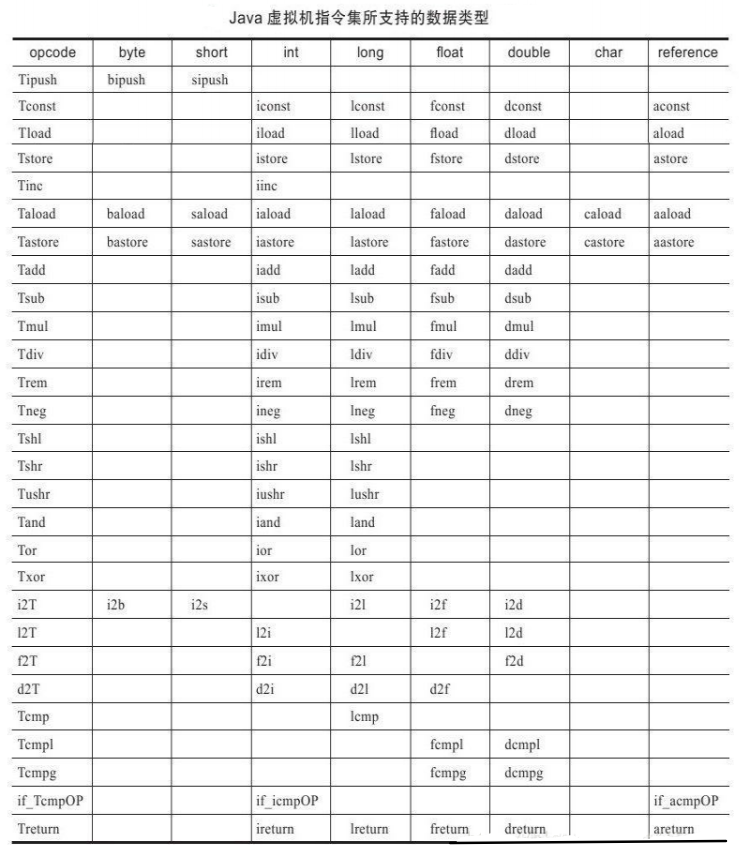 Java 虚拟机指令集所支持的数据类型
opcode byte short int long float double char reference
Tipush bipush sipush
Tconst iconst lconst fconst dconst aconst
Tload iload lload fload dload aload
Tstore istore lstore fstore dstore astore
Tinc iinc
Taload baload saload iaload laload faload daload caload aaload
Tastore bastore sastore iastore lastore fastore dastore castore aastore
Tadd iadd ladd fadd dadd
Tsub isub lsub fsub dsub
Tmul imul lmul fmul dmul
Tdiv idiv ldiv fdiv ddiv
Trem irem lrem frem drem
Tneg ineg lneg fneg dneg
Tshl ishl lshl
Tshr ishr lshr
Tushr iushr lushr
Tand iand land
Tor ior lor
Txor ixor lxor
i2T i2b i2s i2l i2f i2d
l2T l2i l2f l2d
f2T f2i f2l f2d
d2T d2i d2l d2f
Tcmp lcmp
Tcmpl fcmpl dcmpl
Tcmpg fcmpg dcmpg
if_TcmpOP if_icmpOP if_acmpOP
Treturn ireturn lreturn freturn dreturn areturn